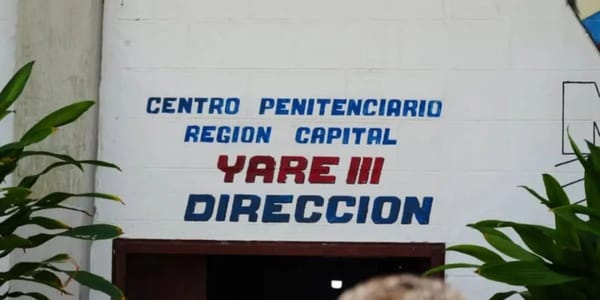 CENTRO PENITENCIARIO
REGION CAPITAL
YARE III
DIRECCION